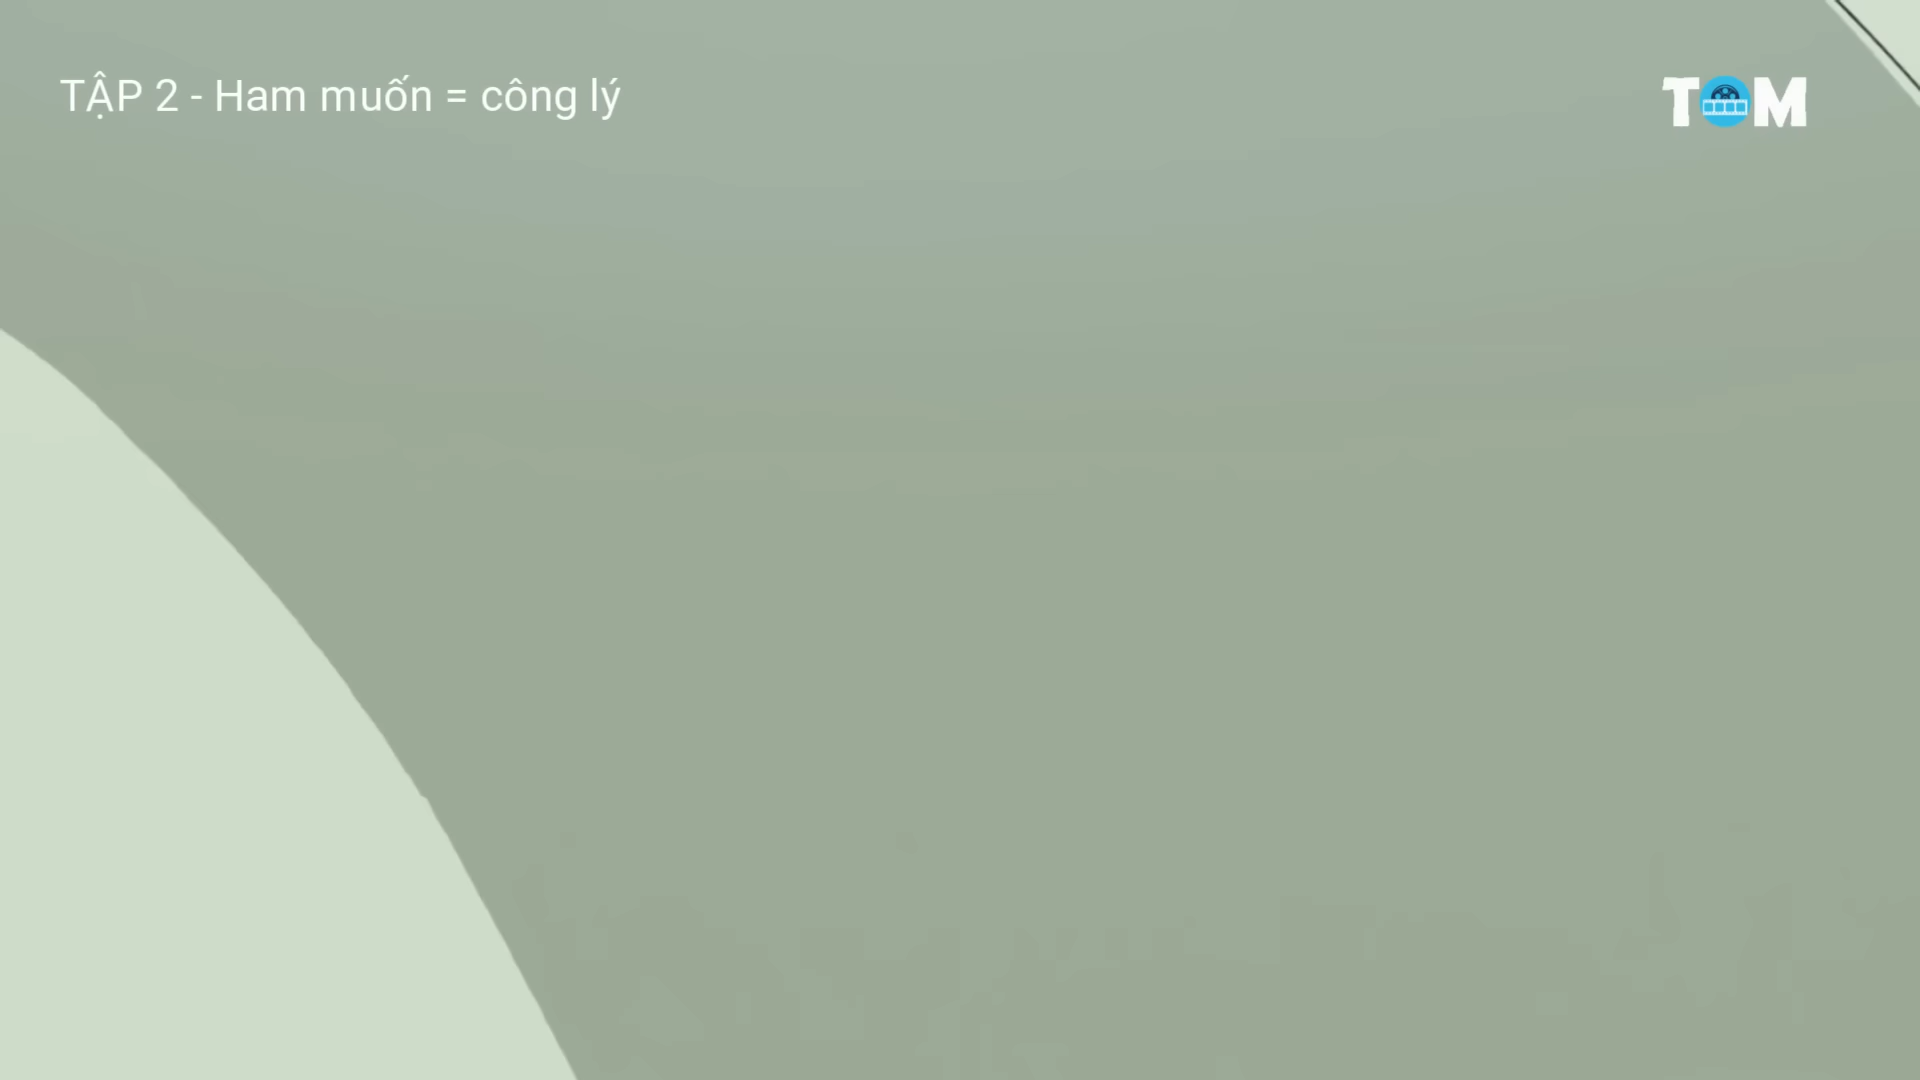 TẬP 2 - Ham muốn = công lý
TOM